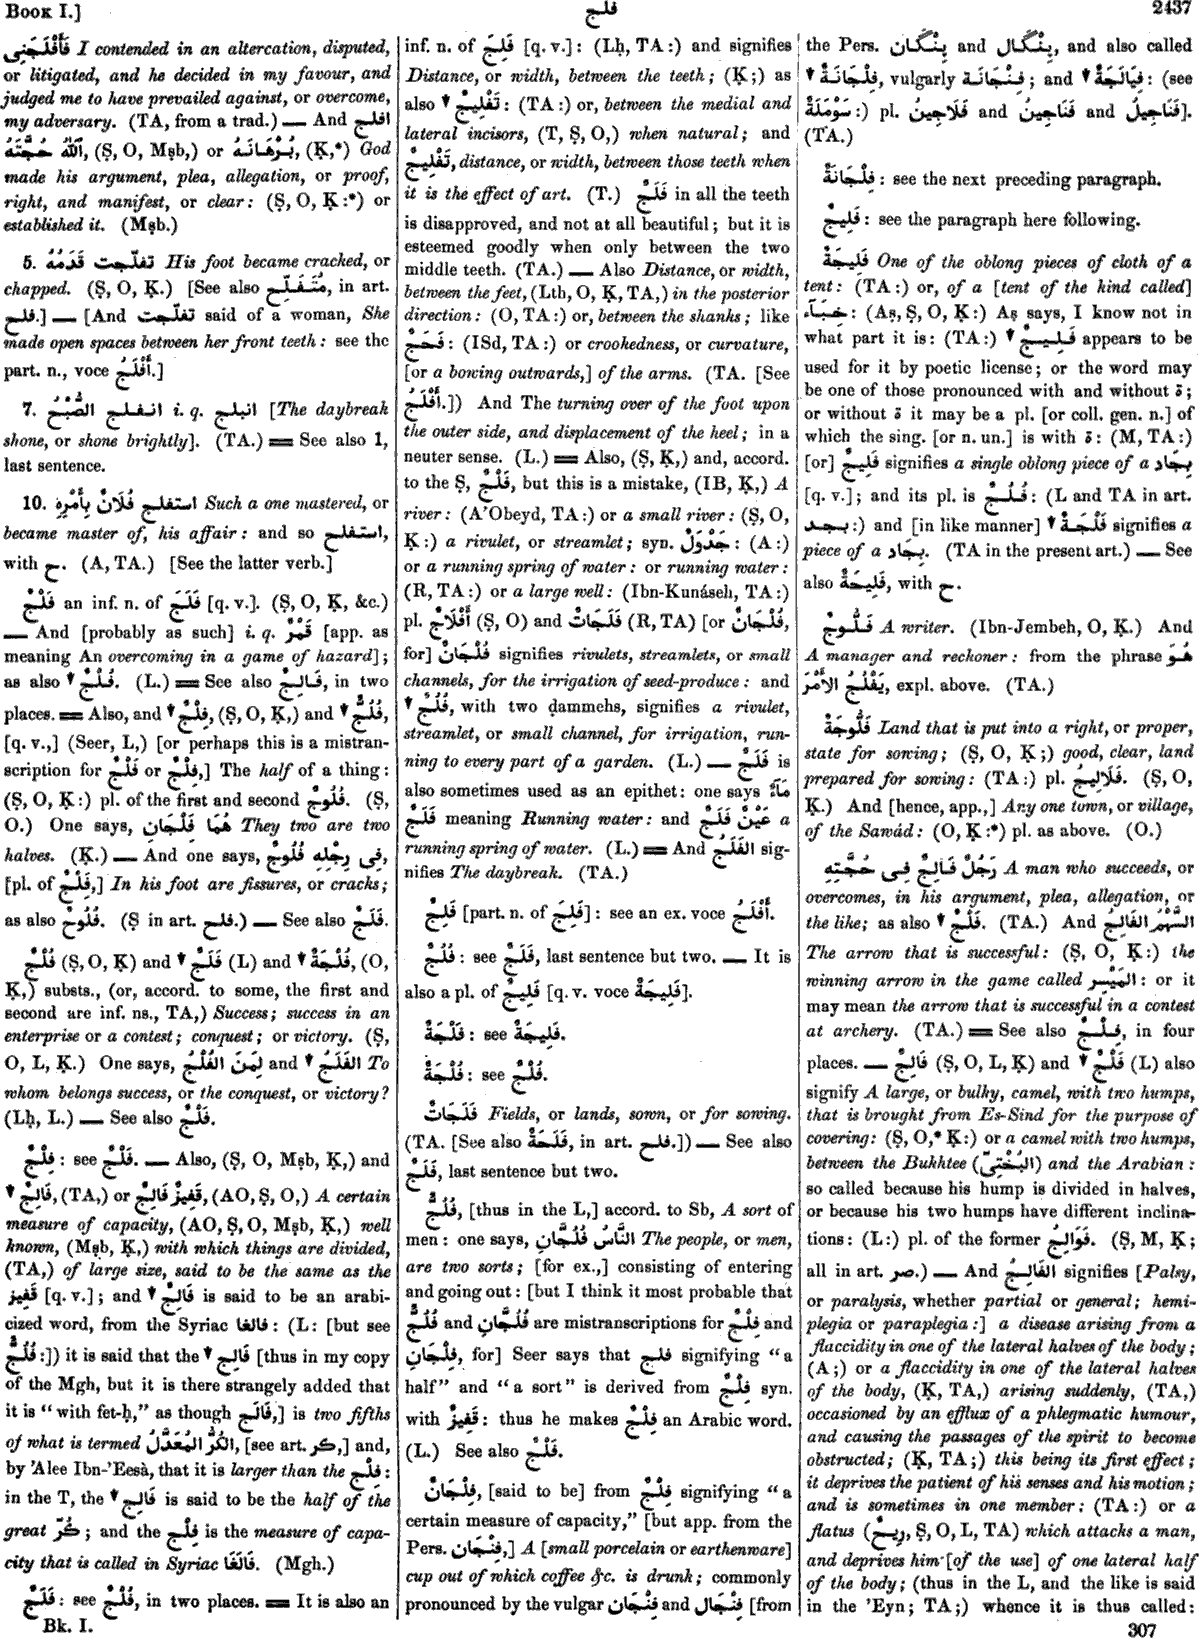 BOOK I.]
فلج
2437
فَأَفْلَجَنِى I contended in an altercation, disputed,
or litigated, and he decided in my favour, and
judged me to have prevailed against, or overcome,
my adversary. (TA, from a trad.) — And افلج
ٱللّٰهُ حُجَّتَهُ, (Ṣ, O, Mṣb,) or بُرْهَانَهُ, (Ḳ,*) God
made his argument, plea, allegation, or proof,
right, and manifest, or clear: (Ṣ, O, Ḳ:*) or
established it. (Mṣb.)
5. تفلّجت قَدَمُهُ His foot became cracked, or
chapped. (Ṣ, O, Ḳ.) [See also مُتَفَلِّحٌ, in art.
فلح.] — [And تفلّجت said of a woman, She
made open spaces between her front teeth: see the
part. n., voce أَفْلَجُ.]
7. انفلج الصُّبْحُ i. q. انبلج [The daybreak
shone, or shone brightly]. (TA.) ═ See also 1,
last sentence.
10. استفلج فُلَانٌ بِأَمْرِهِ Such a one mastered, or
became master of, his affair: and so استفلح,
with ح. (A, TA.) [See the latter verb.]
فَلْجٌ an inf. n. of فَلَجَ [q. v.]. (Ṣ, O, Ḳ, &c.)
— And [probably as such] i. q. قَمْرٌ [app. as
meaning An overcoming in a game of hazard];
as also ▼ فُلْجٌ. (L.) ═ See also فَالِجٌ, in two
places. ═ Also, and ▼ فِلْجٌ, (Ṣ, O, Ḳ,) and ▼ فُلُجٌّ,
[q. v.,] (Seer, L,) [or perhaps this is a mistran-
scription for فَلْجٌ or فِلْجٌ,] The half of a thing:
(Ṣ, O, Ḳ:) pl. of the first and second فُلُوجٌ. (Ṣ,
O.) One says, هُمَا فَلْجَانِ They two are two
halves. (Ḳ.) — And one says, فِى رِجْلِهِ فُلُوجٌ,
[pl. of فَلْجٌ,] In his foot are fissures, or cracks;
as also فُلُوحٌ. (Ṣ in art. فلح.) — See also فَلَجٌ.
فُلْجٌ (Ṣ, O, Ḳ) and ▼ فَلَجٌ (L) and ▼ فُلْجَةٌ, (O,
Ḳ,) substs., (or, accord. to some, the first and
second are inf. ns., TA,) Success; success in an
enterprise or a contest; conquest; or victory. (Ṣ,
O, L, Ḳ.) One says, لِمَنِ الفُلْجُ and ▼ الفَلَجُ To
whom belongs success, or the conquest, or victory?
(Lḥ, L.) — See also فَلْجٌ.
فِلْجٌ: see فَلْجٌ. — Also, (Ṣ, O, Mṣb, Ḳ,) and
▼ فَالِجٌ, (TA,) or قَفِيزٌ فَالِجٌ, (AO, Ṣ, O,) A certain
measure of capacity, (AO, Ṣ, O, Mṣb, Ḳ,) well
known, (Mṣb, Ḳ,) with which things are divided,
(TA,) of large size, said to be the same as the
قَفِيز [q. v.]; and ▼ فَالِجٌ is said to be an arabi-
cized word, from the Syriac فالغا: (L: [but see
فُلُجٌّ:]) it is said that the ▼ فَالِج [thus in my copy
of the Mgh, but it is there strangely added that
it is "with fet-ḥ," as though فَالَج,] is two fifths
of what is termed الكُرُّ المُعَدَّلُ, [see art. كر,] and,
by 'Alee Ibn-'Eesà, that it is larger than the فِلْج:
in the T, the ▼ فَالِج is said to be the half of the
great كُرّ; and the فِلْج is the measure of capa-
city that is called in Syriac فَالَغَا. (Mgh.)
فَلَجٌ: see فُلْجٌ, in two places. ═ It is also an
Bk. I.
inf. n. of فَلِجَ [q. v.]: (Lḥ, TA:) and signifies
Distance, or width, between the teeth; (Ḳ;) as
also ▼ تَفْلِيجٌ: (TA:) or, between the medial and
lateral incisors, (T, Ṣ, O,) when natural; and
تَفْلِيجٌ, distance, or width, between those teeth when
it is the effect of art. (T.) فَلَجٌ in all the teeth
is disapproved, and not at all beautiful; but it is
esteemed goodly when only between the two
middle teeth. (TA.) — Also Distance, or width,
between the feet, (Lth, O, Ḳ, TA,) in the posterior
direction: (O, TA:) or, between the shanks; like
فَحَجٌ: (ISd, TA:) or crookedness, or curvature,
[or a bowing outwards,] of the arms. (TA. [See
أَفْلَجُ.]) And The turning over of the foot upon
the outer side, and displacement of the heel; in a
neuter sense. (L.) ═ Also, (Ṣ, Ḳ,) and, accord.
to the Ṣ, فَلْجٌ, but this is a mistake, (IB, Ḳ,) A
river: (A'Obeyd, TA:) or a small river: (Ṣ, O,
Ḳ:) a rivulet, or streamlet; syn. جَدْوَلٌ: (A:)
or a running spring of water: or running water:
(R, TA:) or a large well: (Ibn-Kunáseh, TA:)
pl. أَفْلَاجٌ (Ṣ, O) and فَلَجَاتٌ (R, TA) [or فُلْجَانٌ,
for] فُلْجَانٌ signifies rivulets, streamlets, or small
channels, for the irrigation of seed-produce: and
▼ فُلُجٌ, with two ḍammehs, signifies a rivulet,
streamlet, or small channel, for irrigation, run-
ning to every part of a garden. (L.) — فَلَجٌ is
also sometimes used as an epithet: one says مَآءٌ
فَلَجٌ meaning Running water: and عَيْنٌ فَلَجٌ a
running spring of water. (L.) ═ And الفَلَجُ sig-
nifies The daybreak. (TA.)
فَلِجٌ [part. n. of فَلِجَ]: see an ex. voce أَفْلَجُ.
فُلُجٌ: see فَلَجٌ, last sentence but two. — It is
also a pl. of فَلِيجٌ [q. v. voce فَلِيجَةٌ].
فَلْجَةٌ: see فَلِيجَةٌ.
فُلْجَةٌ: see فُلْجٌ.
فَلَجَاتٌ Fields, or lands, sown, or for sowing.
(TA. [See also فَلَحَةٌ, in art. فلح.]) — See also
فَلَجٌ, last sentence but two.
فُلُجٌّ, [thus in the L,] accord. to Sb, A sort of
men: one says, النَّاسُ فُلُجَّانِ The people, or men,
are two sorts; [for ex.,] consisting of entering
and going out: [but I think it most probable that
فُلُجٌّ and فُلُجَّانِ are mistranscriptions for فِلْجٌ and
فِلْجَانِ, for] Seer says that فلج signifying "a
half" and "a sort" is derived from فِلْجٌ syn.
with قَفِيزٌ: thus he makes فِلْجٌ an Arabic word.
(L.) See also فَلْجٌ.
فِلْجَانٌ, [said to be] from فِلْجٌ signifying "a
certain measure of capacity," [but app. from the
Pers. فِنْجَان,] A [small porcelain or earthenware]
cup out of which coffee &c. is drunk; commonly
pronounced by the vulgar فِنْجَان and فِنْجَال [from
the Pers. پِنْگَان and پِنْگَال, and also called
▼ فِلْجَانَةٌ, vulgarly فِنْجَانَة; and ▼ فِيَالَجَةٌ: (see
سَوْمَلَةٌ:) pl. فَلَاجِينُ and فَنَاجِينُ and فَنَاجِيلُ].
(TA.)
فِلْجَانَةٌ: see the next preceding paragraph.
فَلِيجٌ: see the paragraph here following.
فَلِيجَةٌ One of the oblong pieces of cloth of a
tent: (TA:) or, of a [tent of the kind called]
خِبَآء: (Aṣ, Ṣ, O, Ḳ:) Aṣ says, I know not in
what part it is: (TA:) ▼ فَلِيجٌ appears to be
used for it by poetic license; or the word may
be one of those pronounced with and without ة;
or without ة it may be a pl. [or coll. gen. n.] of
which the sing. [or n. un.] is with ة: (M, TA:)
[or] فَلِيجٌ signifies a single oblong piece of a بِجَاد
[q. v.]; and its pl. is فُلُجٌ: (L and TA in art.
بجد:) and [in like manner] ▼ فَلْجَةٌ signifies a
piece of a بِجَاد. (TA in the present art.) — See
also فَلِيحَةٌ, with ح.
فَلُّوجٌ A writer. (Ibn-Jembeh, O, Ḳ.) And
A manager and reckoner: from the phrase هُوَ
يَفْلُجُ الأَمْرَ, expl. above. (TA.)
فَلُّوجَةٌ Land that is put into a right, or proper,
state for sowing; (Ṣ, O, Ḳ;) good, clear, land
prepared for sowing: (TA:) pl. فَلَالِيجُ. (Ṣ, O,
Ḳ.) And [hence, app.,] Any one town, or village,
of the Sawád: (O, Ḳ:*) pl. as above. (O.)
رَجُلٌ فَالِجٌ فِى حُجَّتِهِ A man who succeeds, or
overcomes, in his argument, plea, allegation, or
the like; as also ▼ فَلْجٌ. (TA.) And السَّهْمُ الفَالِجُ
The arrow that is successful: (Ṣ, O, Ḳ:) the
winning arrow in the game called المَيْسِر: or it
may mean the arrow that is successful in a contest
at archery. (TA.) ═ See also فِلْجٌ, in four
places. — فَالِجٌ (Ṣ, O, L, Ḳ) and ▼ فَلْجٌ (L) also
signify A large, or bulky, camel, with two humps,
that is brought from Es-Sind for the purpose of
covering: (Ṣ, O,* Ḳ:) or a camel with two humps,
between the Bukhtee (البُخْتِىّ) and the Arabian:
so called because his hump is divided in halves,
or because his two humps have different inclina-
tions: (L:) pl. of the former فَوَالِجُ. (Ṣ, M, Ḳ;
all in art. صر.) — And الفَالِجُ signifies [Palsy,
or paralysis, whether partial or general; hemi-
plegia or paraplegia:] a disease arising from a
flaccidity in one of the lateral halves of the body;
(A;) or a flaccidity in one of the lateral halves
of the body, (Ḳ, TA,) arising suddenly, (TA,)
occasioned by an efflux of a phlegmatic humour,
and causing the passages of the spirit to become
obstructed; (Ḳ, TA;) this being its first effect;
it deprives the patient of his senses and his motion;
and is sometimes in one member; (TA:) or a
flatus (رِيحٌ, Ṣ, O, L, TA) which attacks a man,
and deprives him [of the use] of one lateral half
of the body; (thus in the L, and the like is said
in the 'Eyn; TA;) whence it is thus called:
307